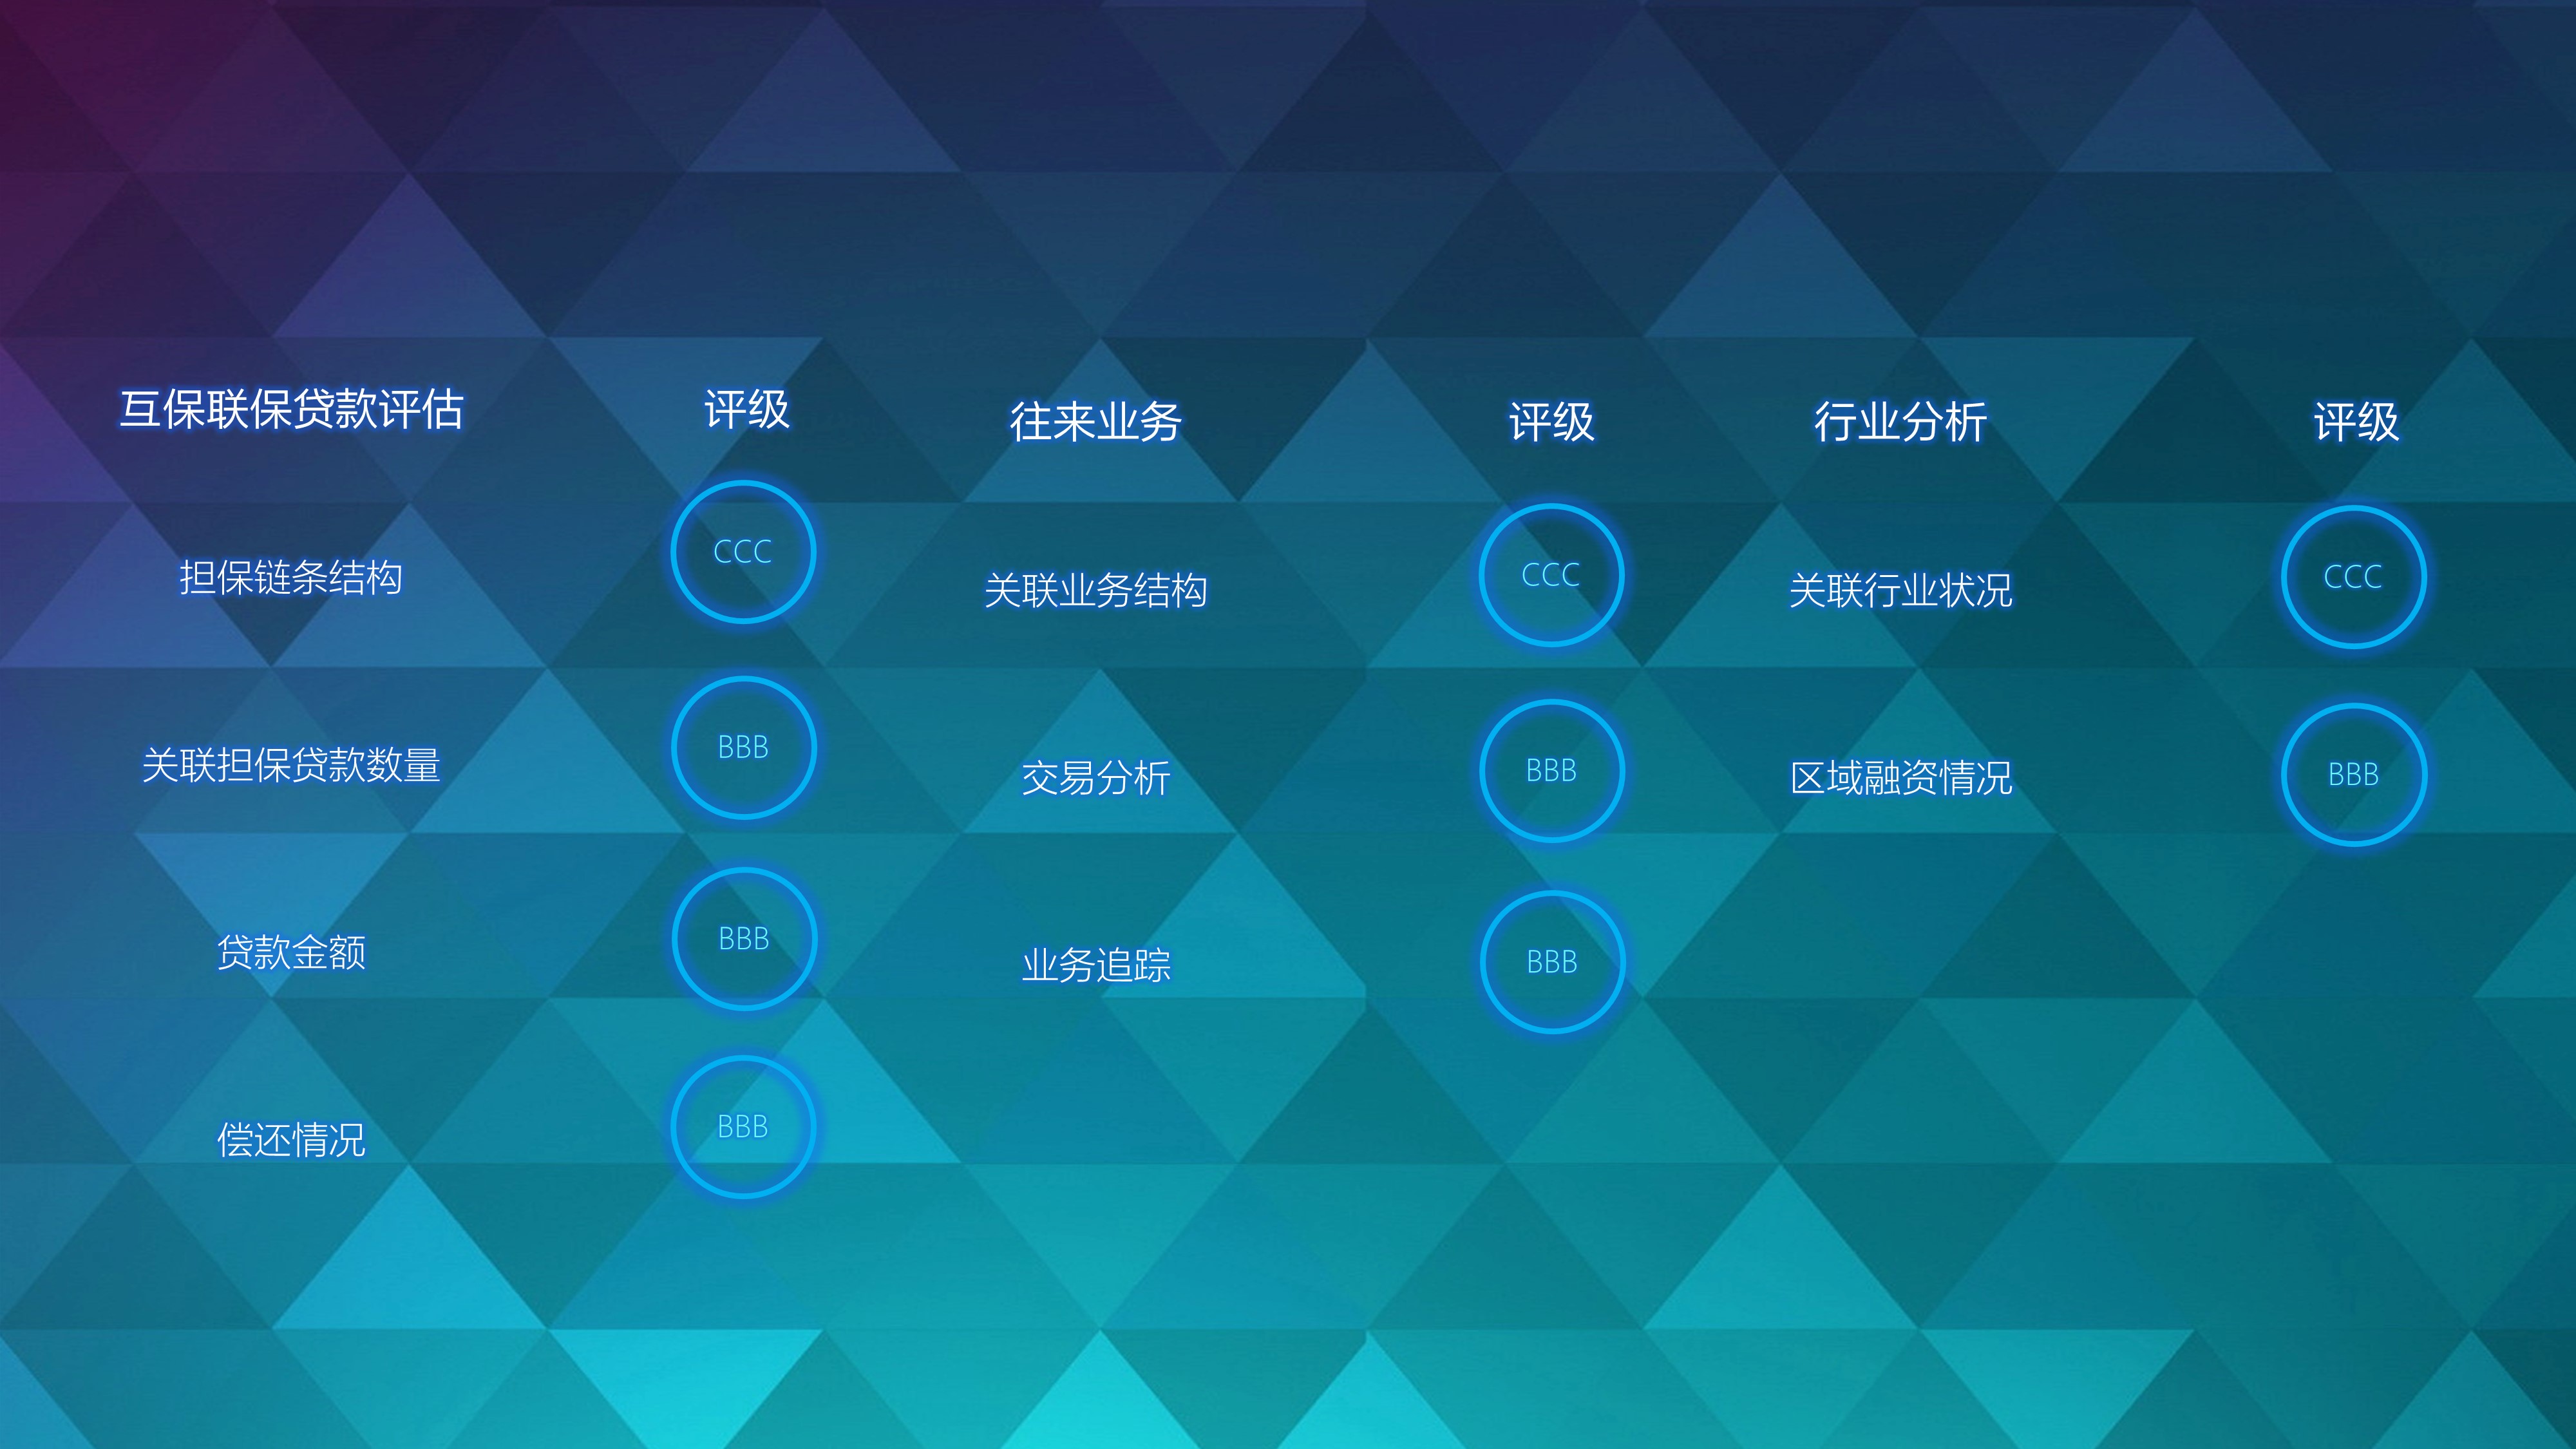 互保联保贷款评估 评级
担保链条结构 CCC
关联担保贷款数量 BBB
贷款金额 BBB
偿还情况 BBB
往来业务 评级
关联业务结构 CCC
交易分析 BBB
业务追踪 BBB
行业分析 评级
关联行业状况 CCC
区域融资情况 BBB